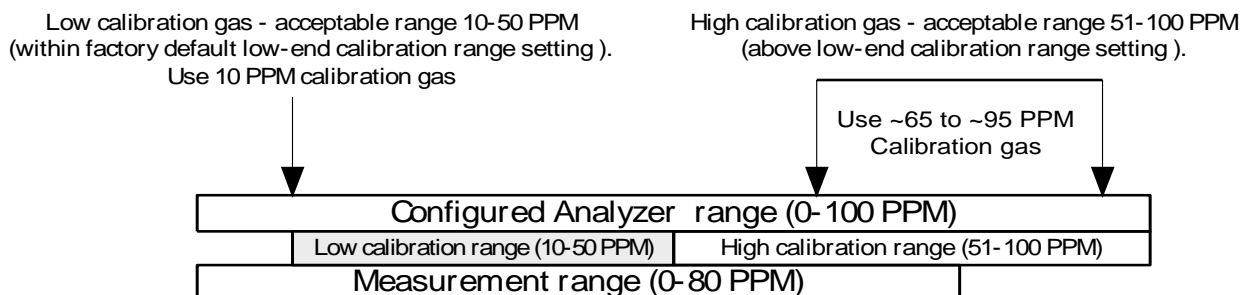 Low calibration gas - acceptable range 10-50 PPM
(within factory default low-end calibration range setting ).
Use 10 PPM calibration gas
High calibration gas - acceptable range 51-100 PPM
(above low-end calibration range setting ).
Use ~65 to ~95 PPM
Calibration gas
Configured Analyzer range (0-100 PPM)
Low calibration range (10-50 PPM)
High calibration range (51-100 PPM)
Measurement range (0-80 PPM)